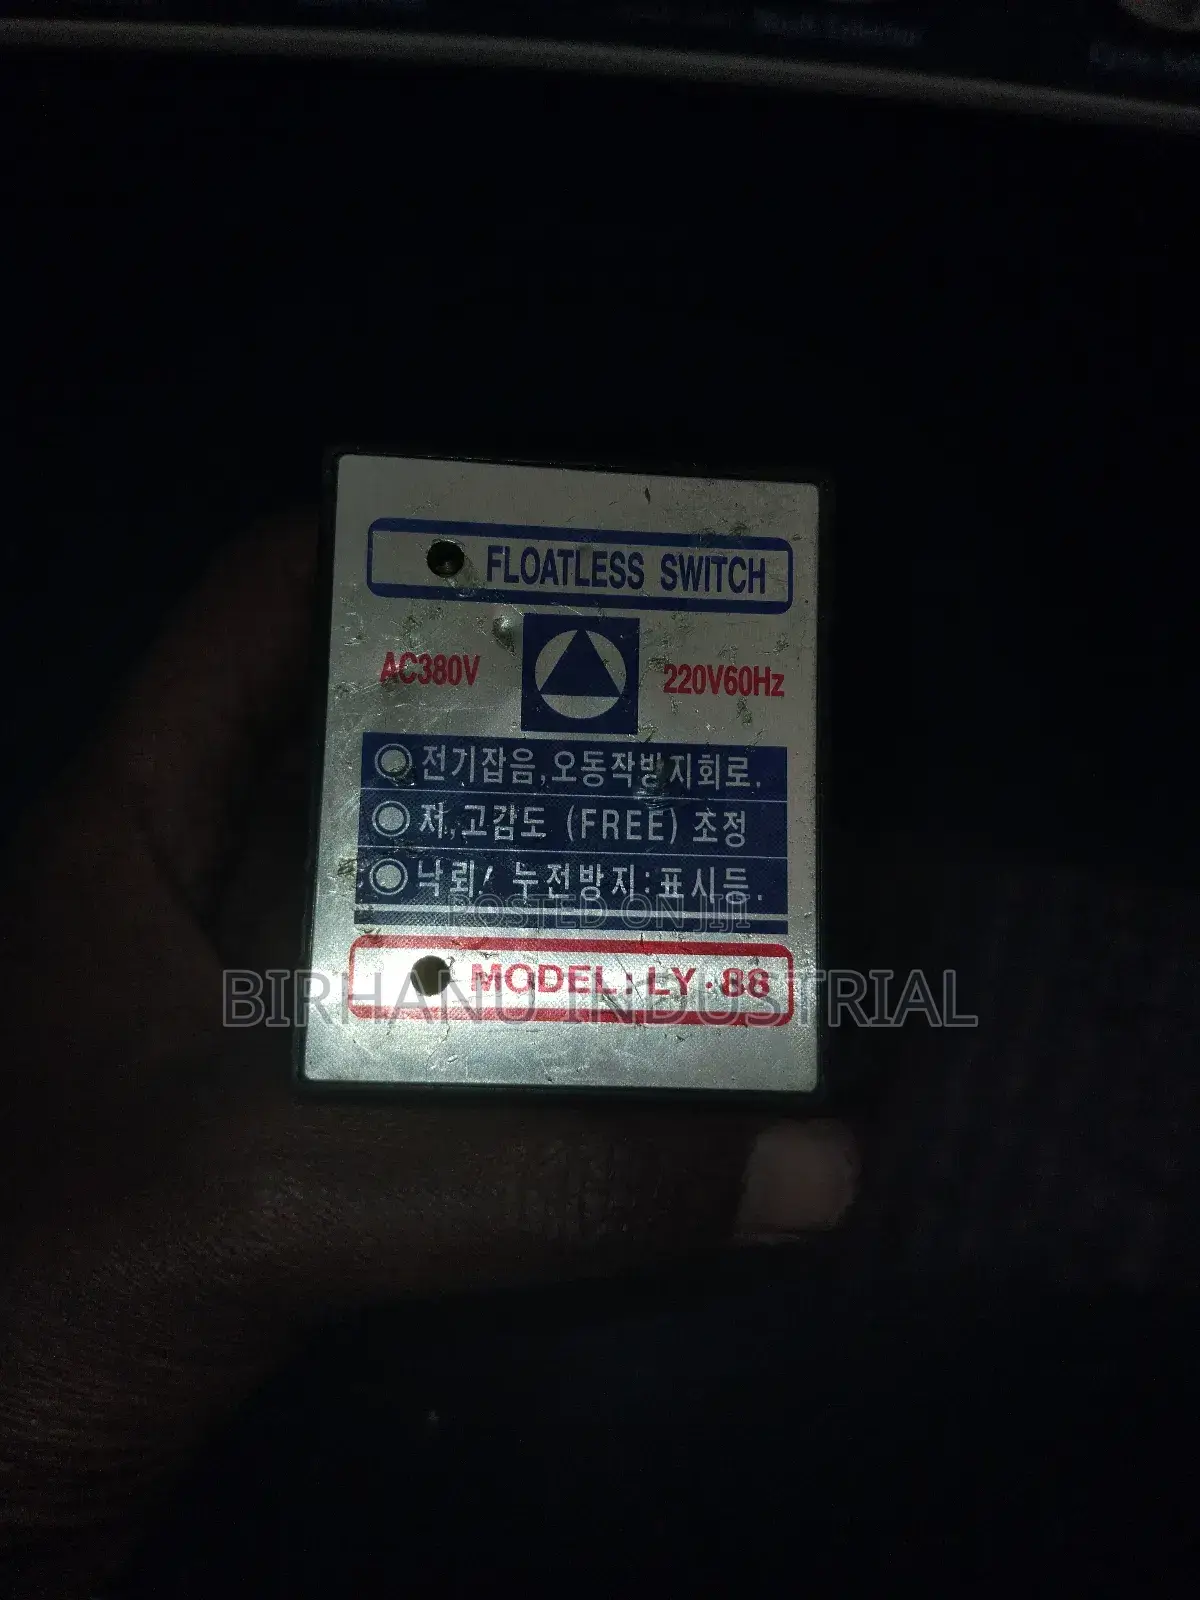 FLOATLESS SWITCH
AC380V 220V60Hz
전기잡음,오동작방지회로.
저,고감도 (FREE) 조정
낙뢰/ 누전방지:표시등.
POSTED ON JIJI
MODEL:LY·88
BIRHANU INDUSTRIAL